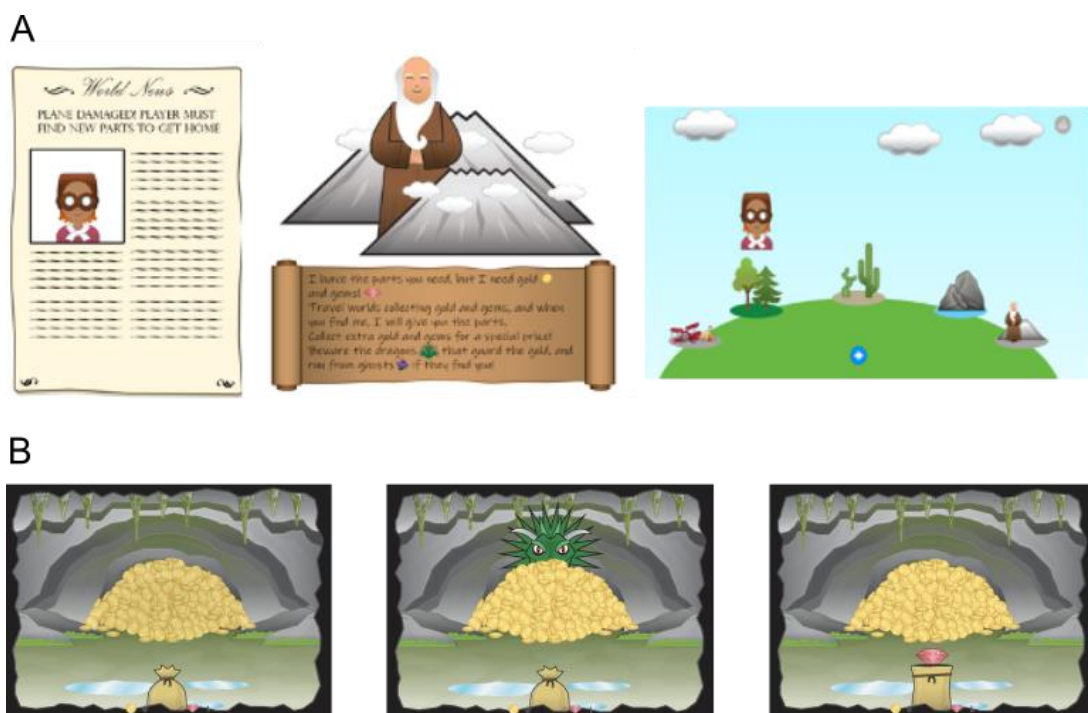 A
World News
PLANE DAMAGED! PLAYER MUST
FIND NEW PARTS TO GET HOME
I have the parts you need, but I need gold
and gems!
Travel worlds collecting gold and gems, and when
you find me, I will give you the parts.
Collect extra gold and gems for a special prize!
Beware the dragons that guard the gold, and
run from ghosts if they find you!
B